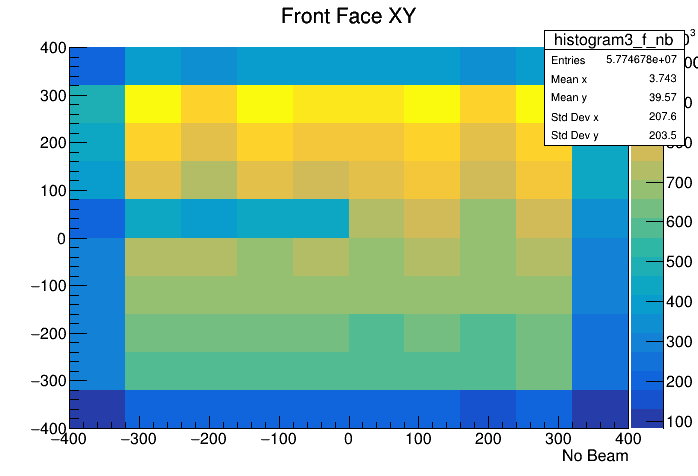 Front Face XY
histogram3_f_nb
Entries 5.774678e+07
Mean x 3.743
Mean y 39.57
Std Dev x 207.6
Std Dev y 203.5
400
300
200
100
0
−100
−200
−300
−400
−400 −300 −200 −100 0 100 200 300 400
No Beam
700
600
500
400
300
200
100